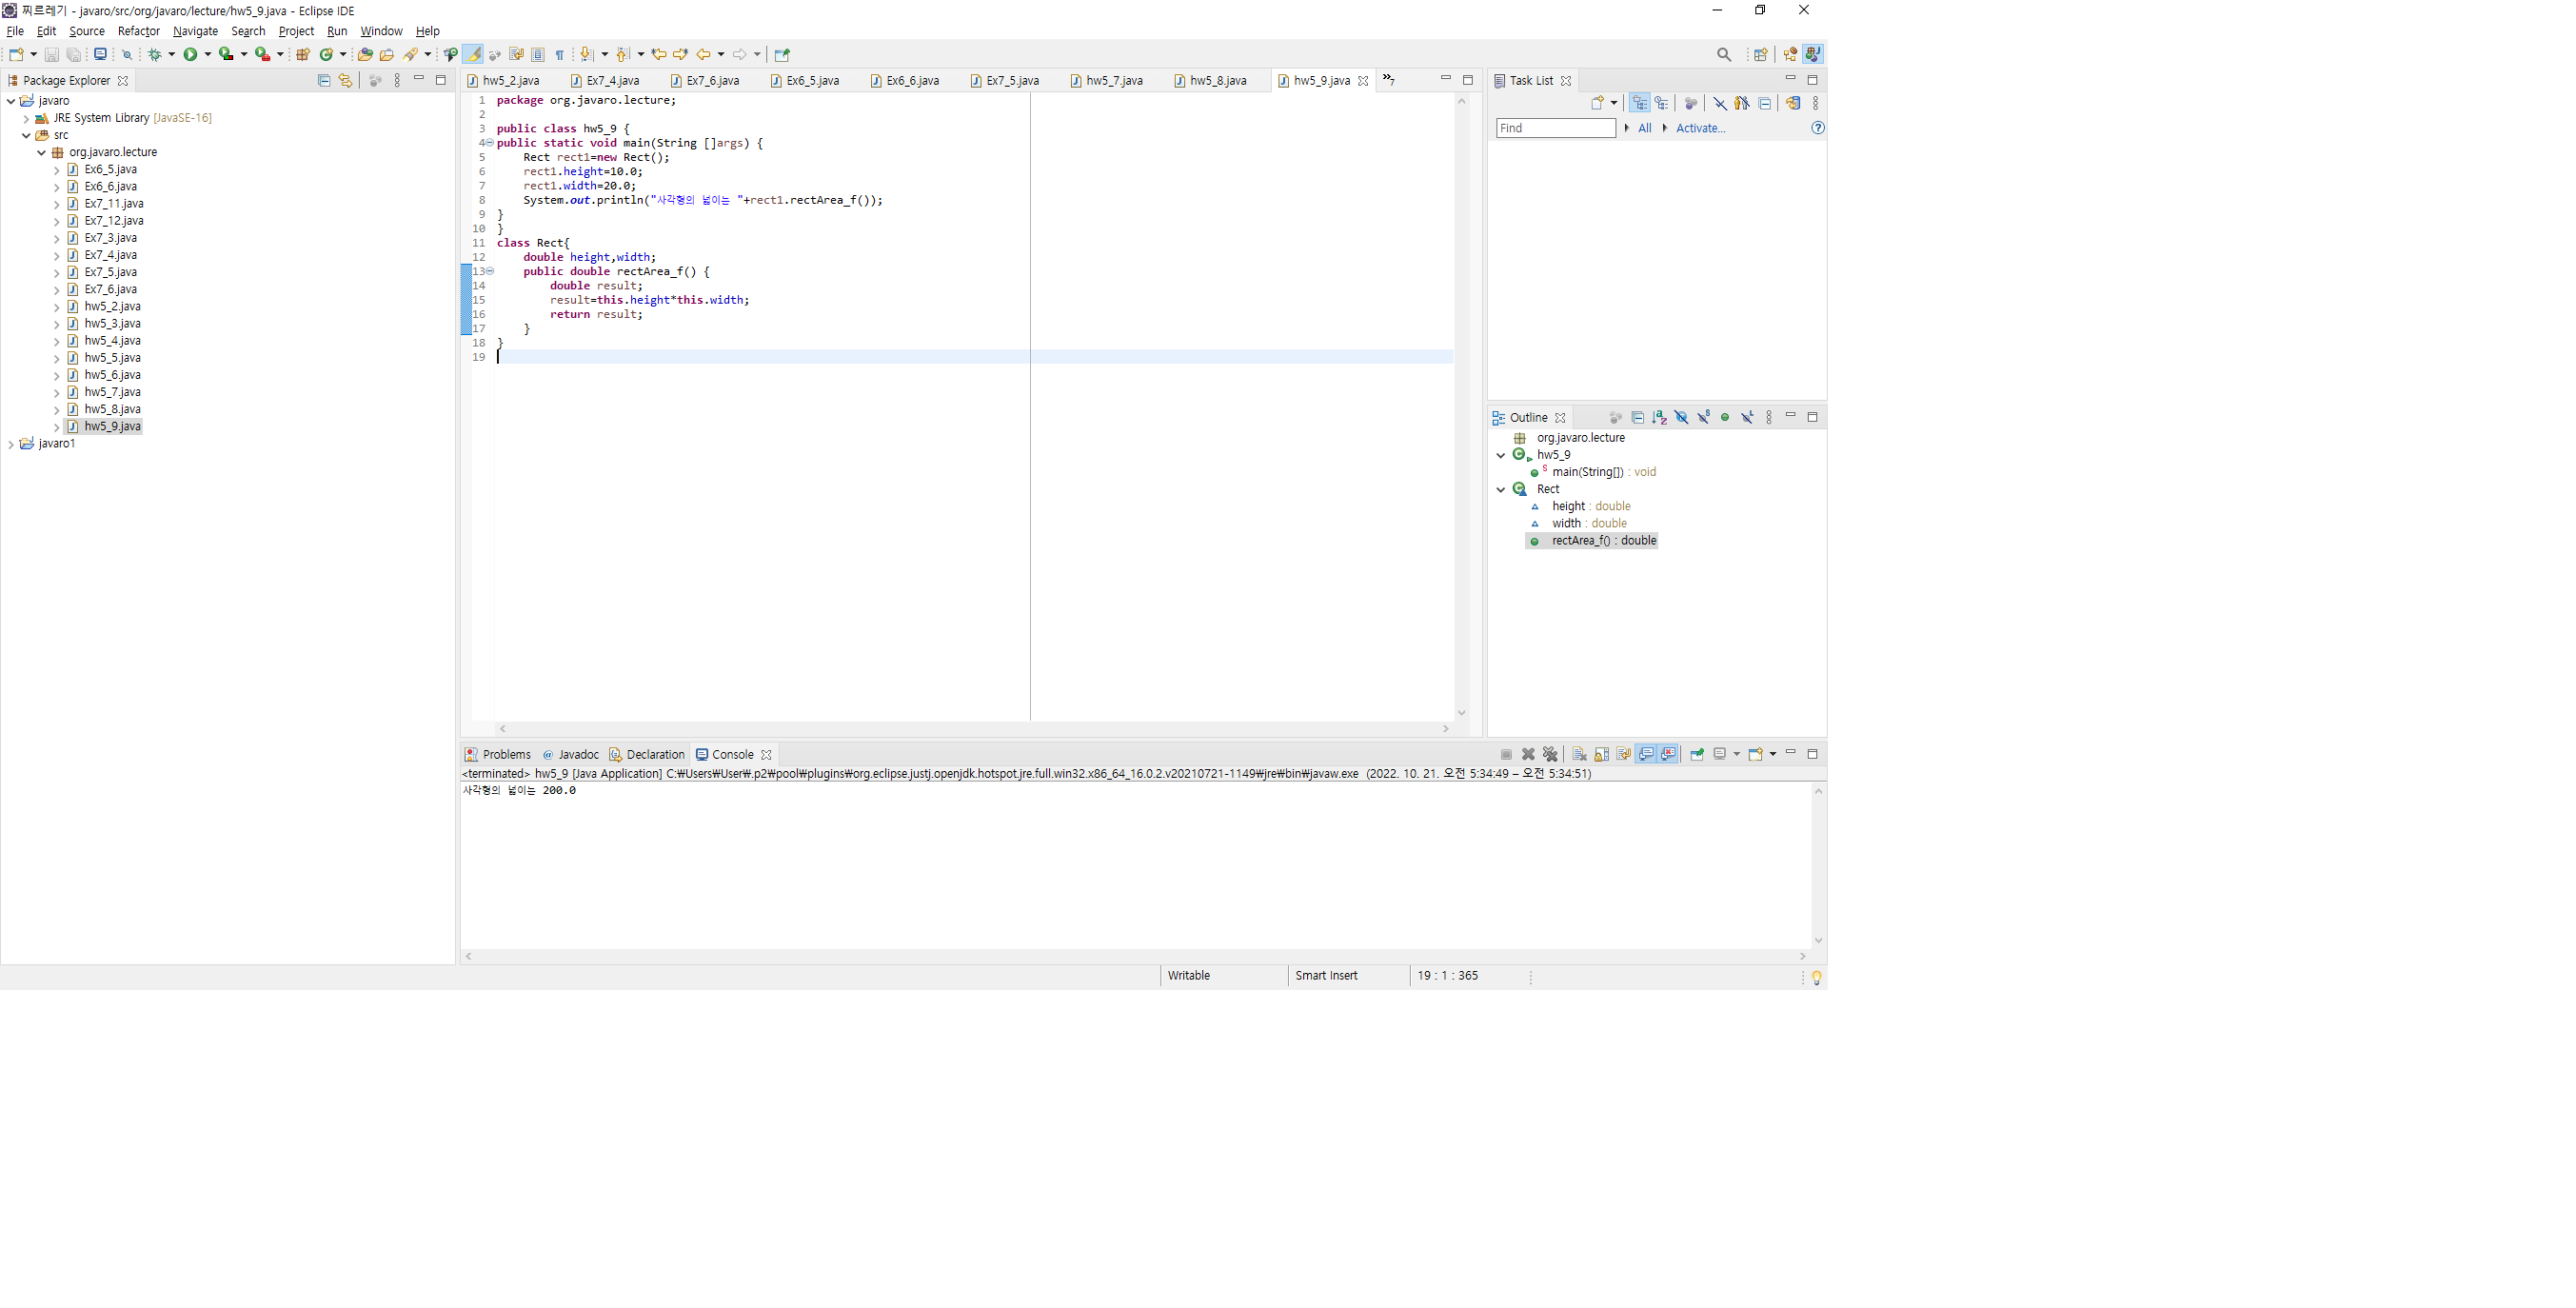 찌르레기 - javaro/src/org/javaro/lecture/hw5_9.java - Eclipse IDE
File Edit Source Refactor Navigate Search Project Run Window Help
Package Explorer
javaro
JRE System Library [JavaSE-16]
src
org.javaro.lecture
Ex6_5.java
Ex6_6.java
Ex7_11.java
Ex7_12.java
Ex7_3.java
Ex7_4.java
Ex7_5.java
Ex7_6.java
hw5_2.java
hw5_3.java
hw5_4.java
hw5_5.java
hw5_6.java
hw5_7.java
hw5_8.java
hw5_9.java
javaro1
hw5_2.java Ex7_4.java Ex7_6.java Ex6_5.java Ex6_6.java Ex7_5.java hw5_7.java hw5_8.java hw5_9.java »7
1 package org.javaro.lecture;
2
3 public class hw5_9 {
4 public static void main(String []args) {
5 Rect rect1=new Rect();
6 rect1.height=10.0;
7 rect1.width=20.0;
8 System.out.println("사각형의 넓이는 "+rect1.rectArea_f());
9 }
10 }
11 class Rect{
12 double height,width;
13 public double rectArea_f() {
14 double result;
15 result=this.height*this.width;
16 return result;
17 }
18 }
19
Task List
Find All Activate...
Outline
org.javaro.lecture
hw5_9
main(String[]) : void
Rect
height : double
width : double
rectArea_f() : double
Problems Javadoc Declaration Console
<terminated> hw5_9 [Java Application] C:₩Users₩User₩.p2₩pool₩plugins₩org.eclipse.justj.openjdk.hotspot.jre.full.win32.x86_64_16.0.2.v20210721-1149₩jre₩bin₩javaw.exe (2022. 10. 21. 오전 5:34:49 – 오전 5:34:51)
사각형의 넓이는 200.0
Writable Smart Insert 19 : 1 : 365